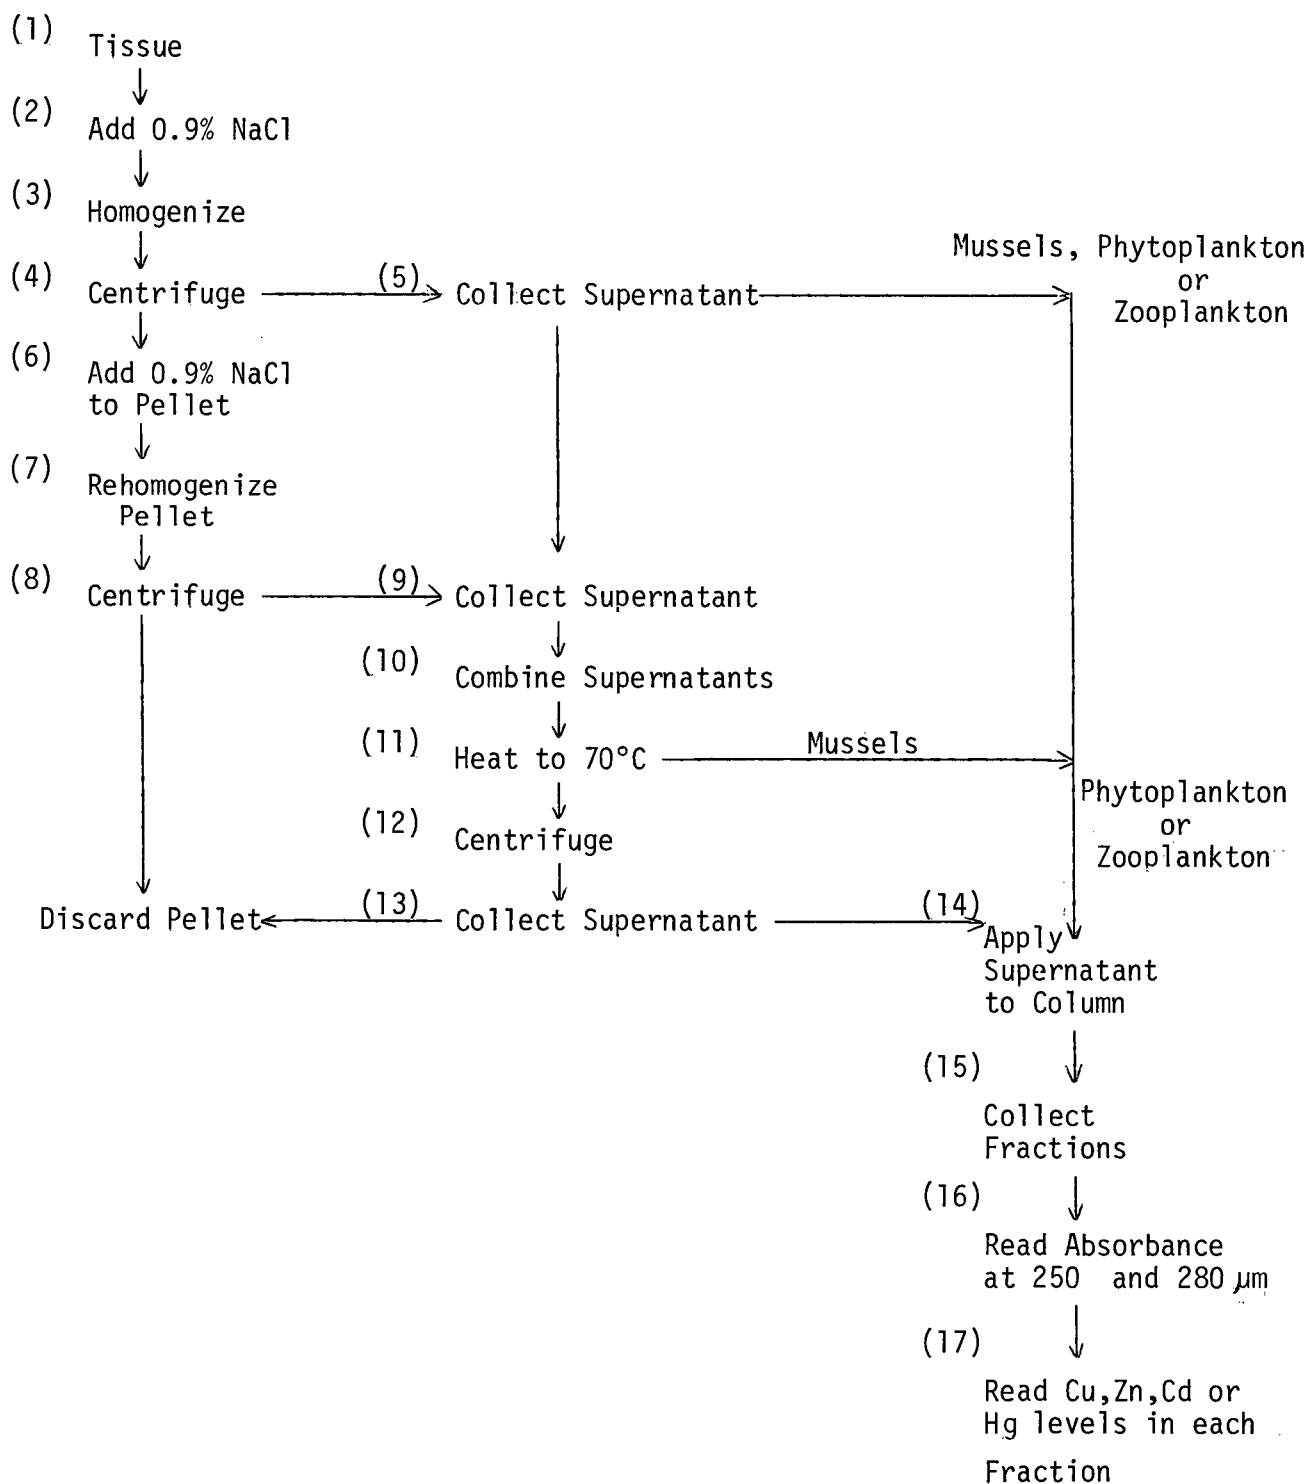 (1)
Tissue
(2)
Add 0.9% NaCl
(3)
Homogenize
Mussels, Phytoplankton
or
Zooplankton
(4)
Centrifuge
(5)
Collect Supernatant
(6)
Add 0.9% NaCl
to Pellet
(7)
Rehomogenize
Pellet
(8)
Centrifuge
(9)
Collect Supernatant
(10)
Combine Supernatants
(11)
Heat to 70°C
Mussels
Phytoplankton
or
Zooplankton
(12)
Centrifuge
Discard Pellet
(13)
Collect Supernatant
(14)
Apply
Supernatant
to Column
(15)
Collect
Fractions
(16)
Read Absorbance
at 250 and 280 µm
(17)
Read Cu,Zn,Cd or
Hg levels in each
Fraction